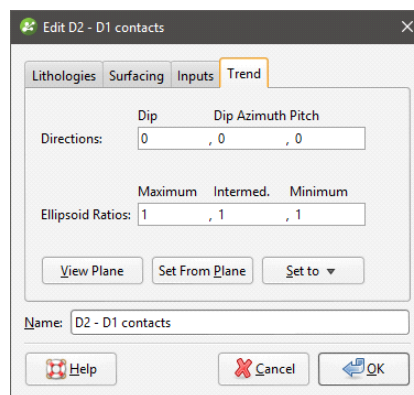 Edit D2 - D1 contacts
Lithologies Surfacing Inputs Trend
Dip Dip Azimuth Pitch
Directions: 0 , 0 , 0
Maximum Intermed. Minimum
Ellipsoid Ratios: 1 , 1 , 1
View Plane Set From Plane Set to
Name: D2 - D1 contacts
Help Cancel OK